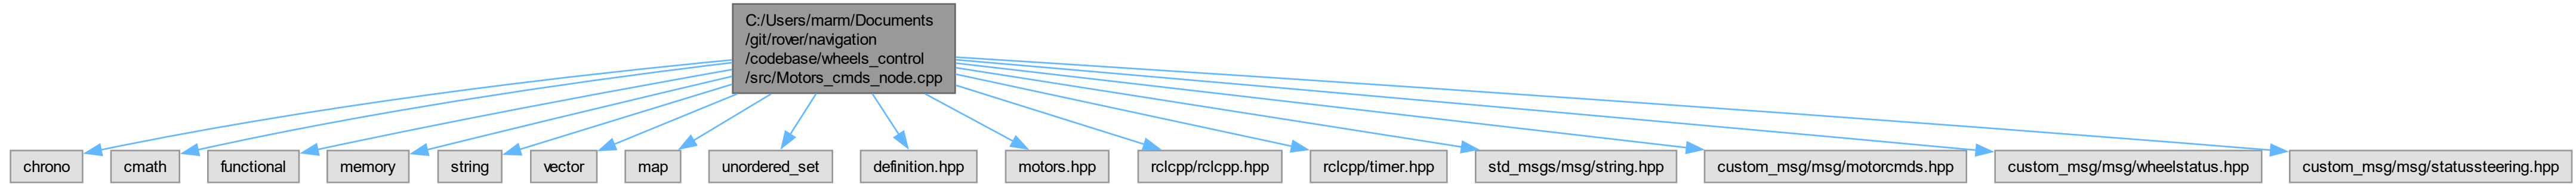 C:/Users/marm/Documents
/git/rover/navigation
/codebase/wheels_control
/src/Motors_cmds_node.cpp
chrono
cmath
functional
memory
string
vector
map
unordered_set
definition.hpp
motors.hpp
rclcpp/rclcpp.hpp
rclcpp/timer.hpp
std_msgs/msg/string.hpp
custom_msg/msg/motorcmds.hpp
custom_msg/msg/wheelstatus.hpp
custom_msg/msg/statussteering.hpp